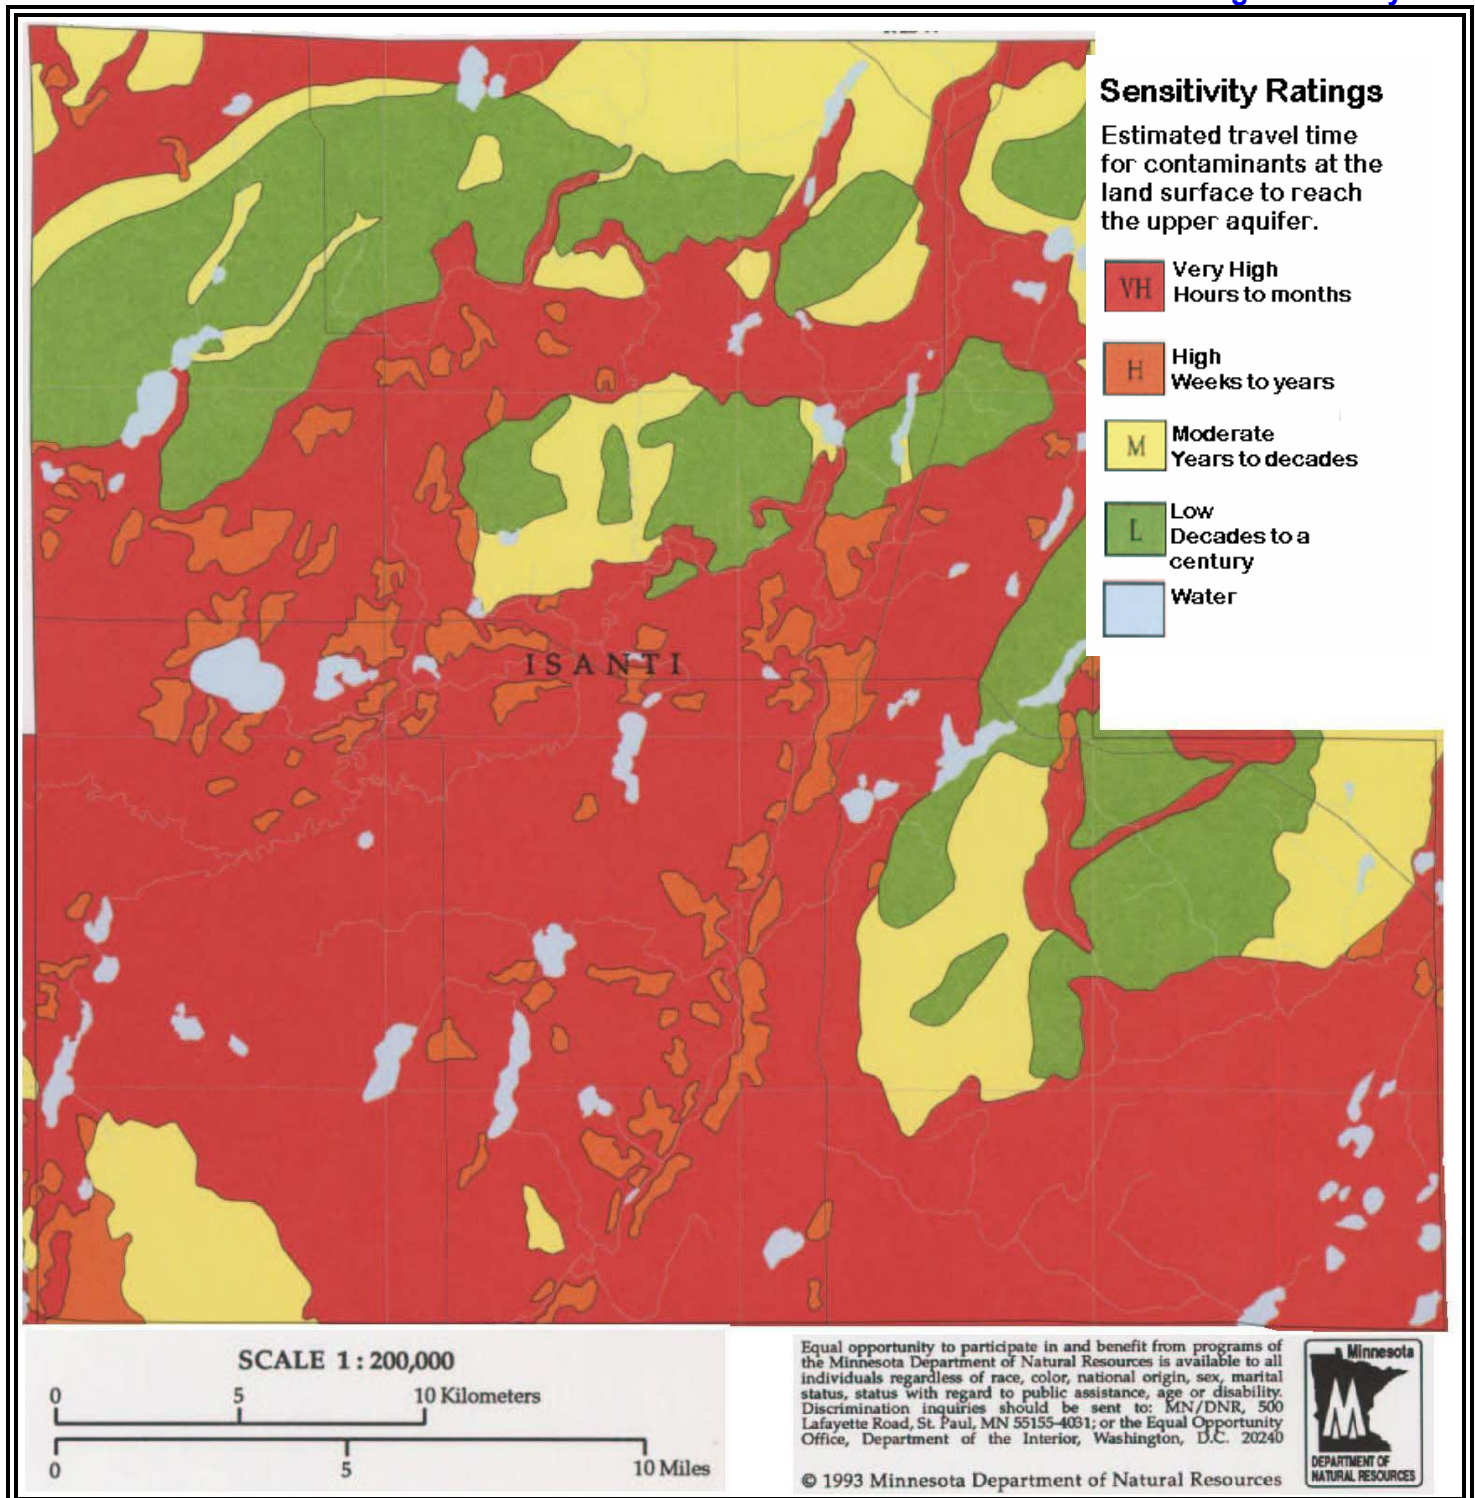 Sensitivity Ratings
Estimated travel time
for contaminants at the
land surface to reach
the upper aquifer.
VH
Very High
Hours to months
H
High
Weeks to years
M
Moderate
Years to decades
L
Low
Decades to a
century
Water
ISANTI
SCALE 1 : 200,000
0 5 10 Kilometers
0 5 10 Miles
Equal opportunity to participate in and benefit from programs of
the Minnesota Department of Natural Resources is available to all
individuals regardless of race, color, national origin, sex, marital
status, status with regard to public assistance, age or disability.
Discrimination inquiries should be sent to: MN/DNR, 500
Lafayette Road, St. Paul, MN 55155-4031; or the Equal Opportunity
Office, Department of the Interior, Washington, D.C. 20240
© 1993 Minnesota Department of Natural Resources
Minnesota
DEPARTMENT OF
NATURAL RESOURCES